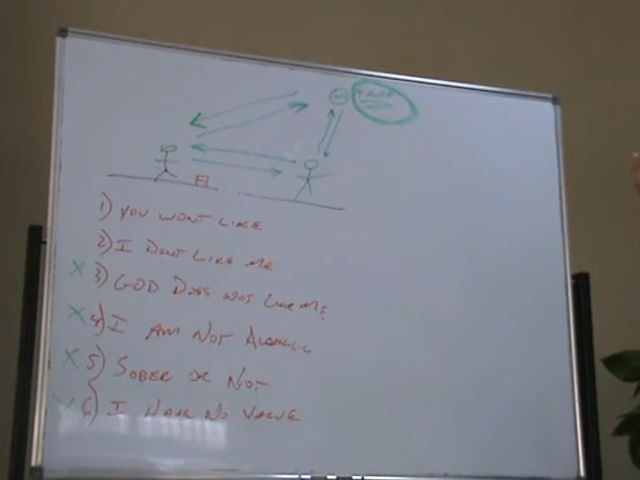 1) YOU WONT LIKE
2) I DONT LIKE ME
X 3) GOD DOES NOT LIKE ME
X 4) I AM NOT
X 5) SOBER OR NOT
X 6) I HAVE NO VALUE